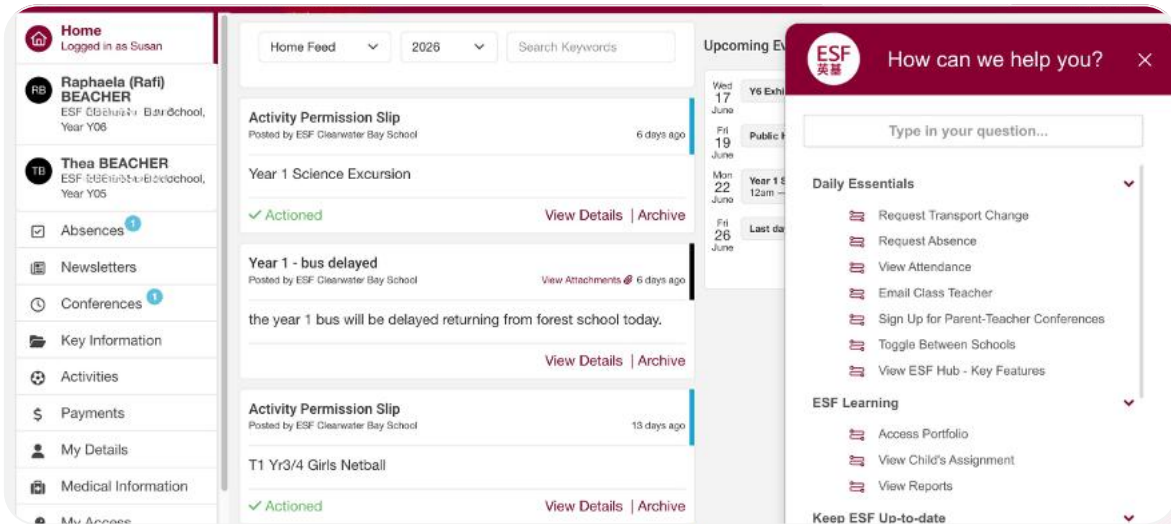 Home
Logged in as Susan
RB
Raphaela (Rafi)
BEACHER
ESF School,
Year Y06
TB
Thea BEACHER
ESF
Year Y05
Absences 1
Newsletters
Conferences 1
Key Information
Activities
$ Payments
My Details
Medical Information
My Access
Home Feed
2026
Search Keywords
Activity Permission Slip
Posted by ESF Clearwater Bay School
6 days ago
Year 1 Science Excursion
✓ Actioned
View Details | Archive
Year 1 - bus delayed
Posted by ESF Clearwater Bay School
View Attachments 6 days ago
the year 1 bus will be delayed returning from forest school today.
View Details | Archive
Activity Permission Slip
Posted by ESF Clearwater Bay School
13 days ago
T1 Yr3/4 Girls Netball
✓ Actioned
View Details | Archive
Upcoming Ev
Wed
17
June
Y6 Exhi
Fri
19
June
Public H
Mon
22
June
Year 1 S
12am —
Fri
26
June
Last da
ESF
英基
How can we help you?
Type in your question...
Daily Essentials
Request Transport Change
Request Absence
View Attendance
Email Class Teacher
Sign Up for Parent-Teacher Conferences
Toggle Between Schools
View ESF Hub - Key Features
ESF Learning
Access Portfolio
View Child's Assignment
View Reports
Keep ESF Up-to-date